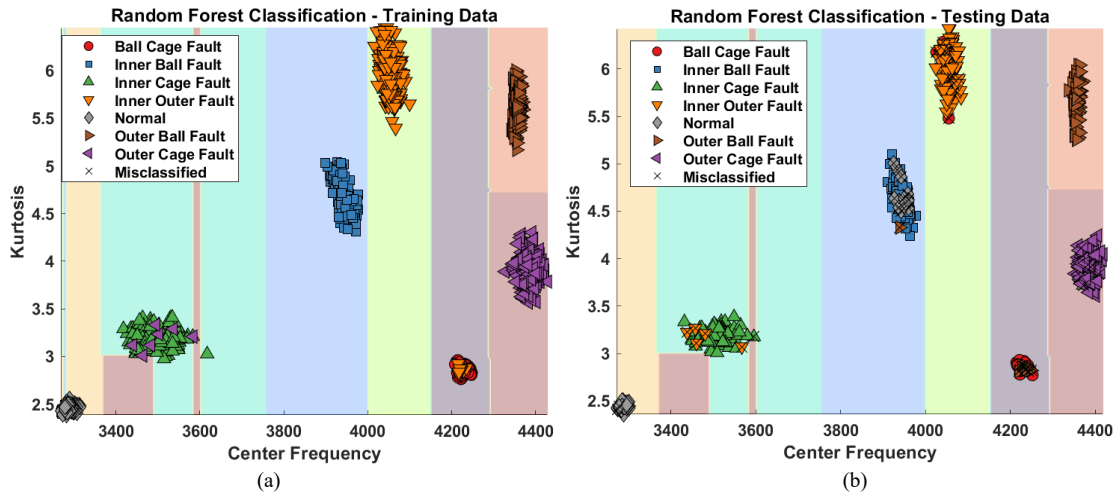 Random Forest Classification - Training Data
Ball Cage Fault
Inner Ball Fault
Inner Cage Fault
Inner Outer Fault
Normal
Outer Ball Fault
Outer Cage Fault
Misclassified
Kurtosis
6
5.5
5
4.5
4
3.5
3
2.5
3400
3600
3800
4000
4200
4400
Center Frequency
(a)
Random Forest Classification - Testing Data
Ball Cage Fault
Inner Ball Fault
Inner Cage Fault
Inner Outer Fault
Normal
Outer Ball Fault
Outer Cage Fault
Misclassified
Kurtosis
6
5.5
5
4.5
4
3.5
3
2.5
3400
3600
3800
4000
4200
4400
Center Frequency
(b)